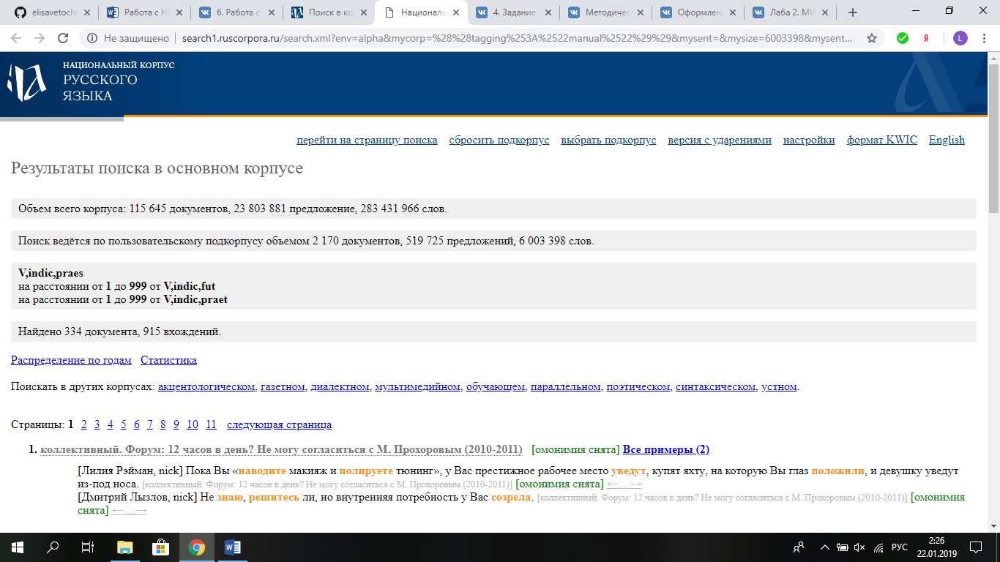 elisavetochl
Работа с НК
6. Работа с
Поиск в кор
Националь
4. Задание
Методичес
Оформлен
Лаба 2. MW
Не защищено | search1.ruscorpora.ru/search.xml?env=alpha&mycorp=%28%28tagging%253A%2522manual%2522%29%29&mysent=&mysize=6003398&mysent...
Я
L
НАЦИОНАЛЬНЫЙ КОРПУС
РУССКОГО
ЯЗЫКА
перейти на страницу поиска сбросить подкорпус выбрать подкорпус версия с ударениями настройки формат KWIC English
Результаты поиска в основном корпусе
Объем всего корпуса: 115 645 документов, 23 803 881 предложение, 283 431 966 слов.
Поиск ведётся по пользовательскому подкорпусу объемом 2 170 документов, 519 725 предложений, 6 003 398 слов.
V,indic,praes
на расстоянии от 1 до 999 от V,indic,fut
на расстоянии от 1 до 999 от V,indic,praet
Найдено 334 документа, 915 вхождений.
Распределение по годам Статистика
Поискать в других корпусах: акцентологическом, газетном, диалектном, мультимедийном, обучающем, параллельном, поэтическом, синтаксическом, устном.
Страницы: 1 2 3 4 5 6 7 8 9 10 11 следующая страница
1. коллективный. Форум: 12 часов в день? Не могу согласиться с М. Прохоровым (2010-2011) [омонимия снята] Все примеры (2)
[Лилия Рэйман, nick] Пока Вы «наводите макияж и полируете тюнинг», у Вас престижное рабочее место уведут, купят яхту, на которую Вы глаз положили, и девушку уведут
из-под носа. [коллективный. Форум: 12 часов в день? Не могу согласиться с М. Прохоровым (2010-2011)] [омонимия снята] ←…→
[Дмитрий Лызлов, nick] Не знаю, решитесь ли, но внутренняя потребность у Вас созрела. [коллективный. Форум: 12 часов в день? Не могу согласиться с М. Прохоровым (2010-2011)] [омонимия
снята] ←…→
РУС
2:26
22.01.2019